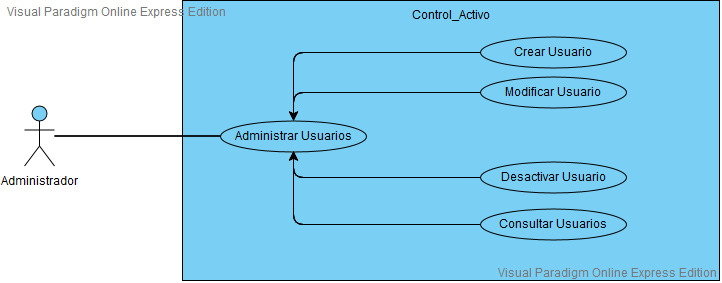 Visual Paradigm Online Express Edition
Control_Activo
Crear Usuario
Modificar Usuario
Administrar Usuarios
Administrador
Desactivar Usuario
Consultar Usuarios
Visual Paradigm Online Express Edition